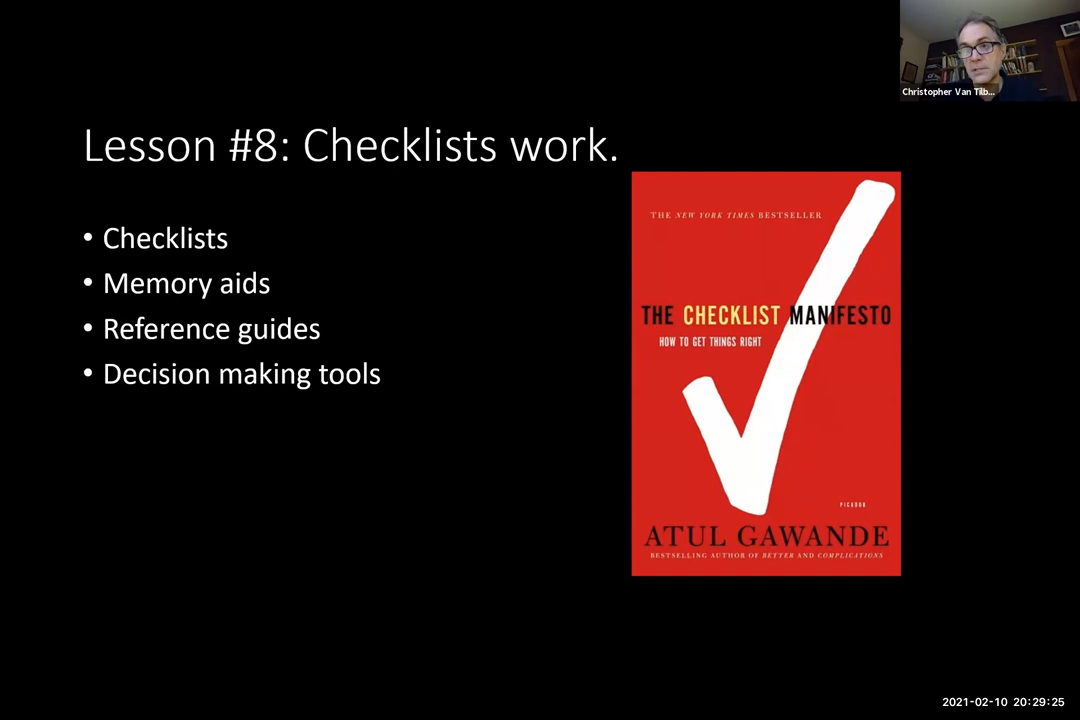 Christopher Van Tilb...
Lesson #8: Checklists work.
• Checklists
• Memory aids
• Reference guides
• Decision making tools
THE NEW YORK TIMES BESTSELLER
THE CHECKLIST MANIFESTO
HOW TO GET THINGS RIGHT
PICADOR
ATUL GAWANDE
BESTSELLING AUTHOR OF BETTER AND COMPLICATIONS
2021-02-10 20:29:25